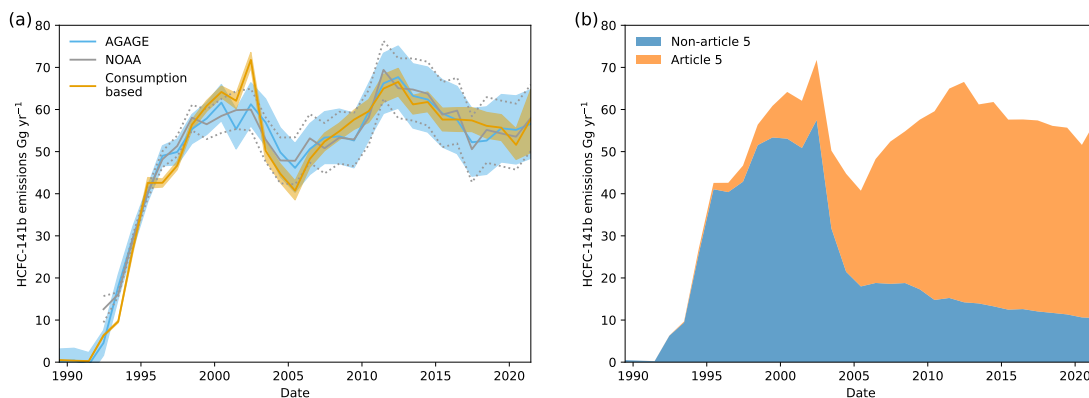 (a)
80
70
60
50
40
30
20
10
0
HCFC-141b emissions Gg yr⁻¹
AGAGE
NOAA
Consumption
based
1990 1995 2000 2005 2010 2015 2020
Date
(b)
80
70
60
50
40
30
20
10
0
HCFC-141b emissions Gg yr⁻¹
Non-article 5
Article 5
1990 1995 2000 2005 2010 2015 2020
Date